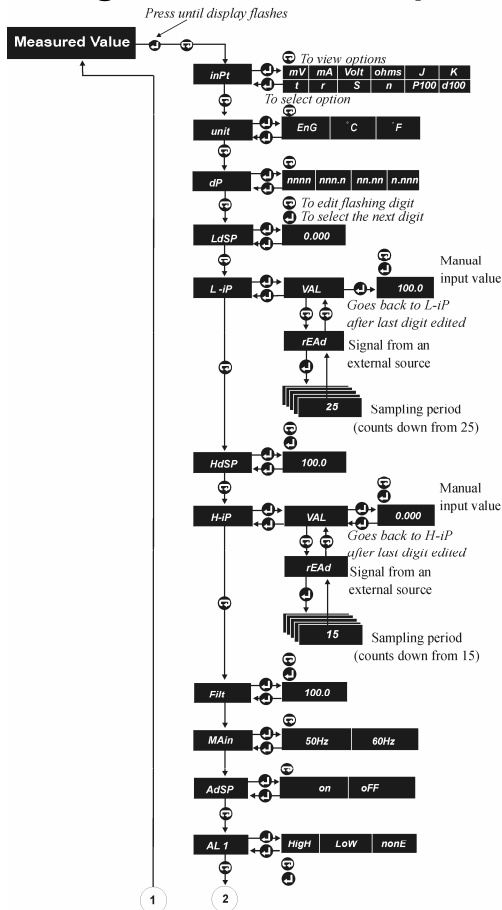 Press until display flashes
Measured Value
To view options
inPt
mV mA Volt ohms J K
t r S n P100 d100
To select option
unit
EnG °C °F
dP
nnnn nnn.n nn.nn n.nnn
To edit flashing digit
To select the next digit
LdSP
0.000
Manual
input value
L-iP
VAL
100.0
Goes back to L-iP
after last digit edited
rEAd
Signal from an
external source
25
Sampling period
(counts down from 25)
HdSP
100.0
Manual
input value
H-iP
VAL
0.000
Goes back to H-iP
after last digit edited
rEAd
Signal from an
external source
15
Sampling period
(counts down from 15)
Filt
100.0
MAin
50Hz 60Hz
AdSP
on oFF
AL 1
HigH LoW nonE
1
2